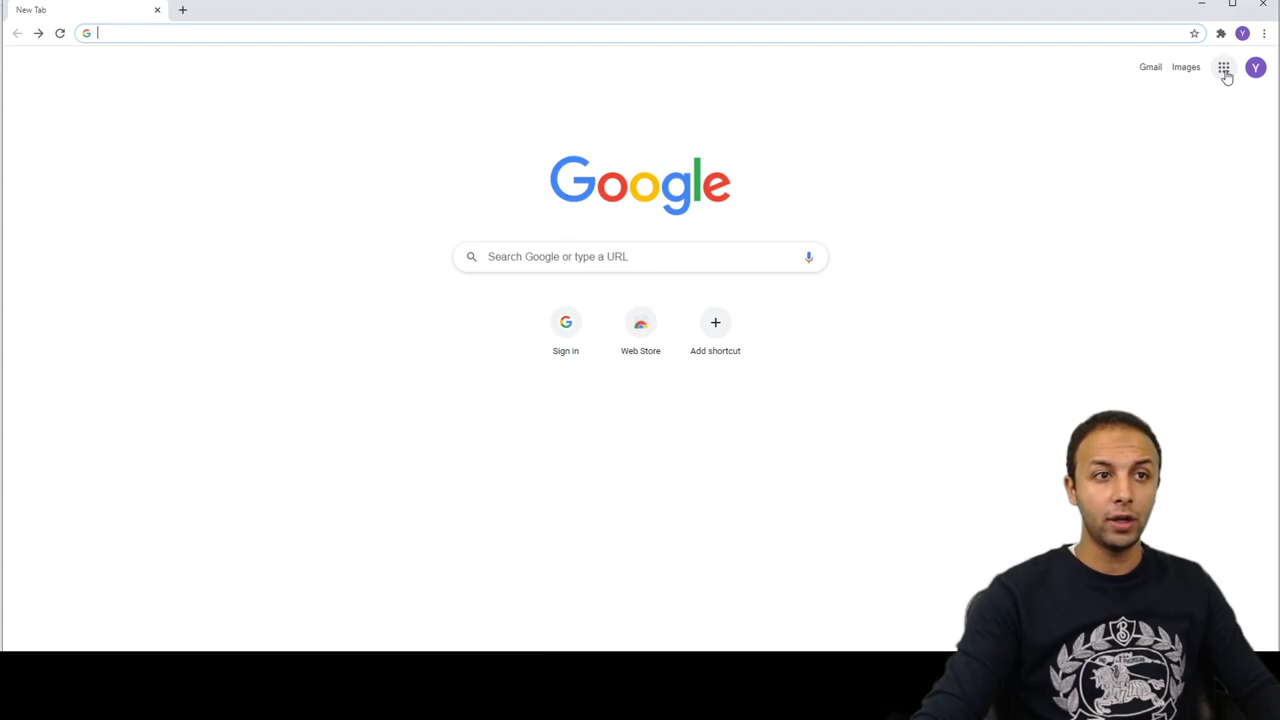 New Tab
Gmail Images Y
Google
Search Google or type a URL
Sign in Web Store Add shortcut